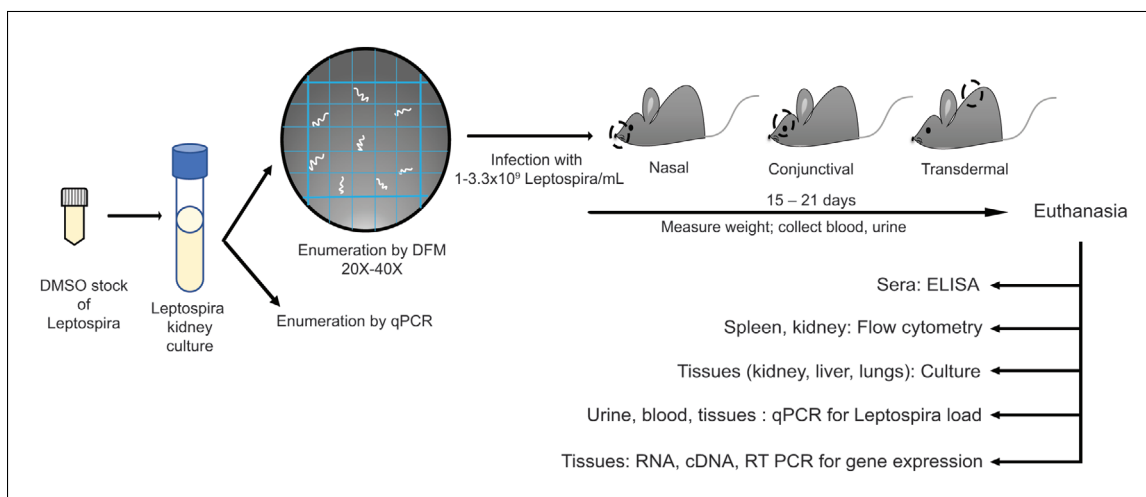 DMSO stock
of
Leptospira
Leptospira
kidney
culture
Enumeration by DFM
20X-40X
Enumeration by qPCR
Infection with
1-3.3x10⁹ Leptospira/mL
Nasal
Conjunctival
Transdermal
15 – 21 days
Measure weight; collect blood, urine
Euthanasia
Sera: ELISA
Spleen, kidney: Flow cytometry
Tissues (kidney, liver, lungs): Culture
Urine, blood, tissues : qPCR for Leptospira load
Tissues: RNA, cDNA, RT PCR for gene expression